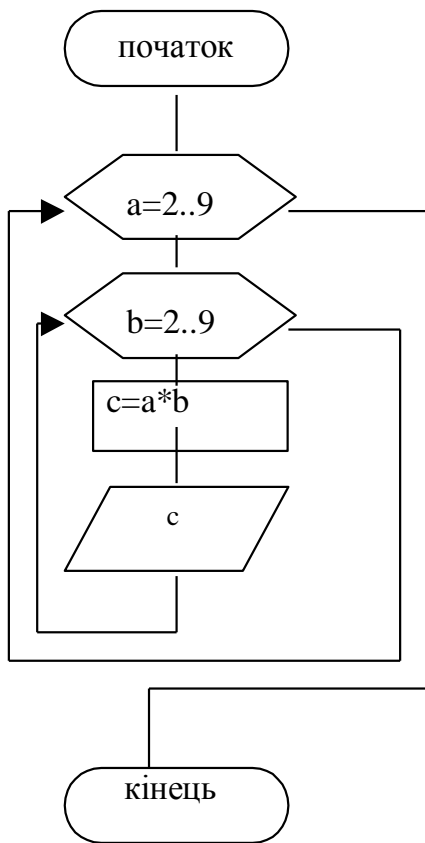 початок
a=2..9
b=2..9
c=a*b
c
кінець